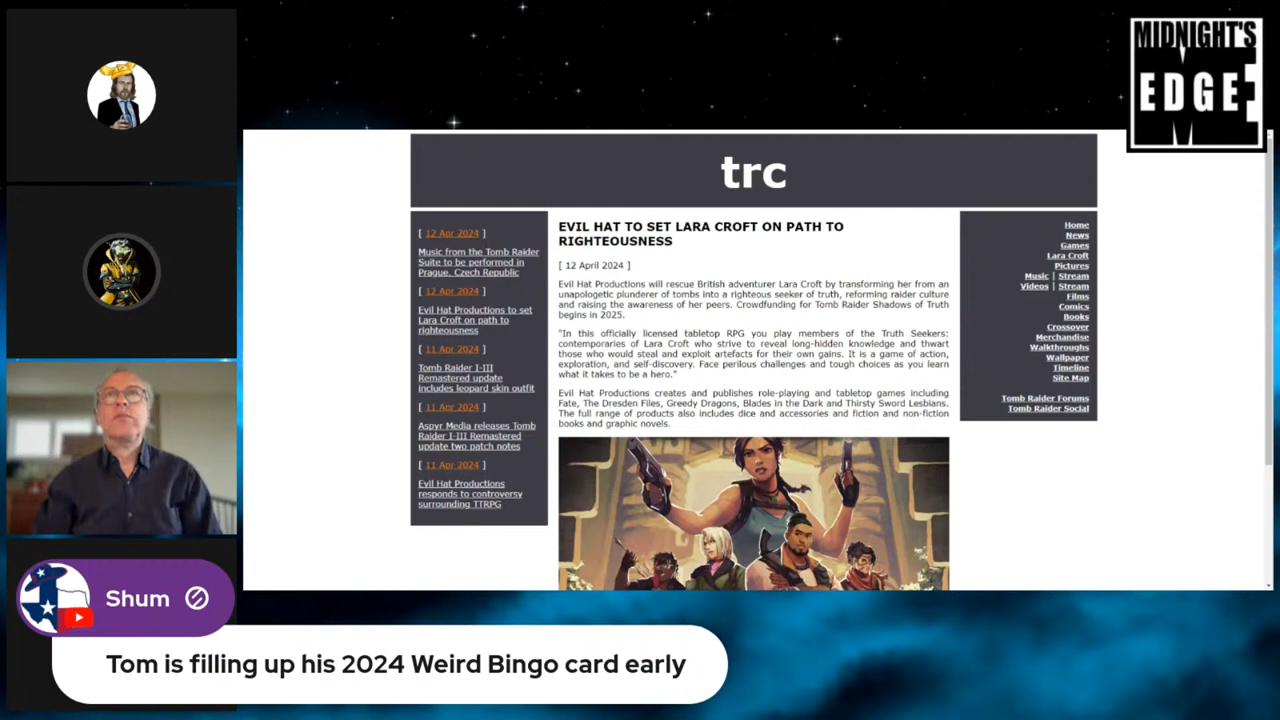 MIDNIGHT'S
EDGE
trc
[ 12 Apr 2024 ]
Music from the Tomb Raider
Suite to be performed in
Prague, Czech Republic
[ 12 Apr 2024 ]
Evil Hat Productions to set
Lara Croft on path to
righteousness
[ 11 Apr 2024 ]
Tomb Raider I-III
Remastered update
includes leopard skin outfit
[ 11 Apr 2024 ]
Aspyr Media releases Tomb
Raider I-III Remastered
update two patch notes
[ 11 Apr 2024 ]
Evil Hat Productions
responds to controversy
surrounding TTRPG
EVIL HAT TO SET LARA CROFT ON PATH TO
RIGHTEOUSNESS
[ 12 April 2024 ]
Evil Hat Productions will rescue British adventurer Lara Croft by transforming her from an
unapologetic plunderer of tombs into a righteous seeker of truth, reforming raider culture
and raising the awareness of her peers. Crowdfunding for Tomb Raider Shadows of Truth
begins in 2025.
"In this officially licensed tabletop RPG you play members of the Truth Seekers:
contemporaries of Lara Croft who strive to reveal long-hidden knowledge and thwart
those who would steal and exploit artefacts for their own gains. It is a game of action,
exploration, and self-discovery. Face perilous challenges and tough choices as you learn
what it takes to be a hero."
Evil Hat Productions creates and publishes role-playing and tabletop games including
Fate, The Dresden Files, Greedy Dragons, Blades in the Dark and Thirsty Sword Lesbians.
The full range of products also includes dice and accessories and fiction and non-fiction
books and graphic novels.
Home
News
Games
Lara Croft
Pictures
Music | Stream
Videos | Stream
Films
Comics
Books
Crossover
Merchandise
Walkthroughs
Wallpaper
Timeline
Site Map
Tomb Raider Forums
Tomb Raider Social
Shum
Tom is filling up his 2024 Weird Bingo card early